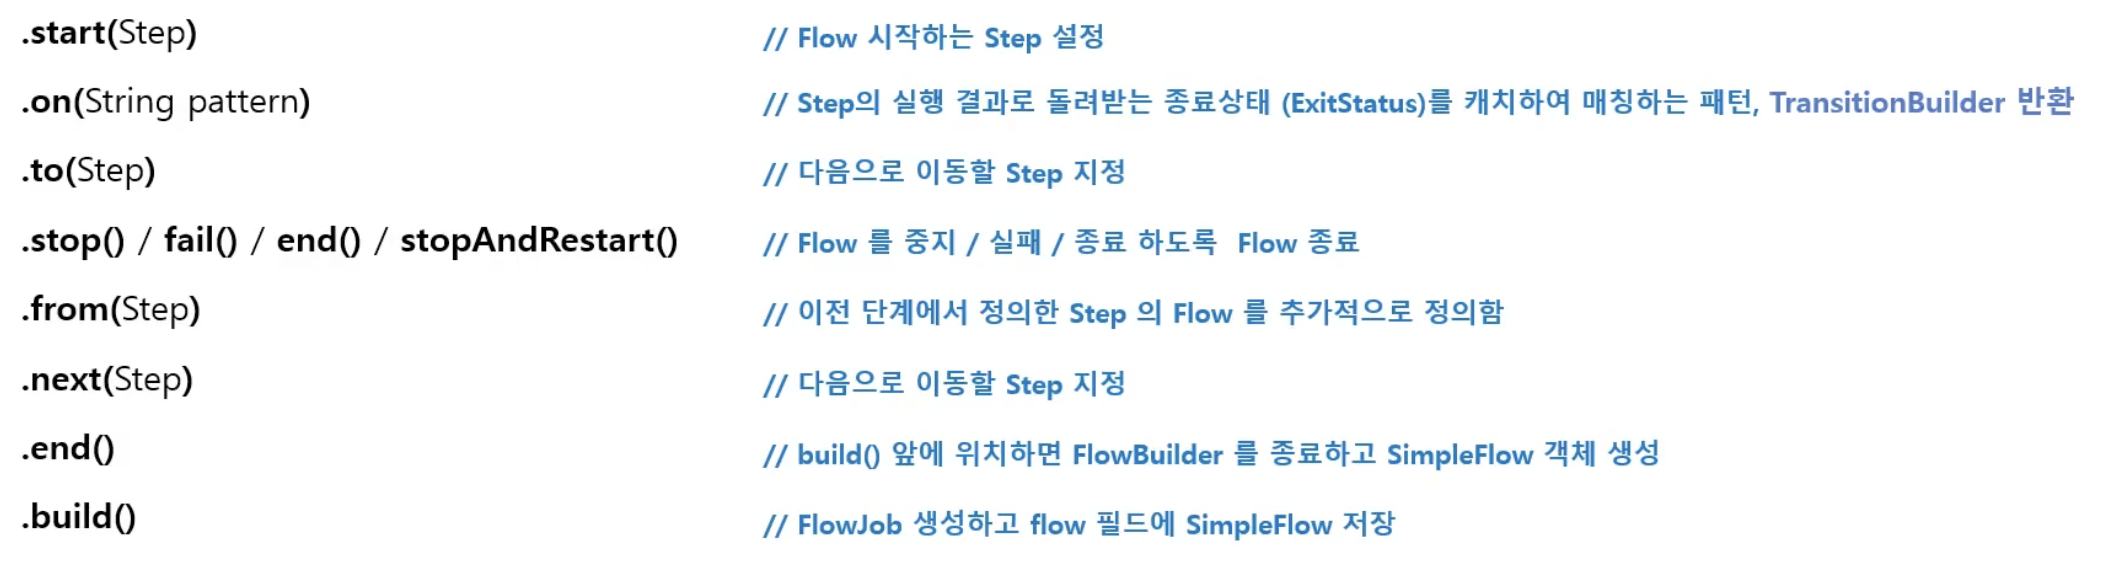 .start(Step) // Flow 시작하는 Step 설정
.on(String pattern) // Step의 실행 결과로 돌려받는 종료상태 (ExitStatus)를 캐치하여 매칭하는 패턴, TransitionBuilder 반환
.to(Step) // 다음으로 이동할 Step 지정
.stop() / fail() / end() / stopAndRestart() // Flow 를 중지 / 실패 / 종료 하도록 Flow 종료
.from(Step) // 이전 단계에서 정의한 Step 의 Flow 를 추가적으로 정의함
.next(Step) // 다음으로 이동할 Step 지정
.end() // build() 앞에 위치하면 FlowBuilder 를 종료하고 SimpleFlow 객체 생성
.build() // FlowJob 생성하고 flow 필드에 SimpleFlow 저장